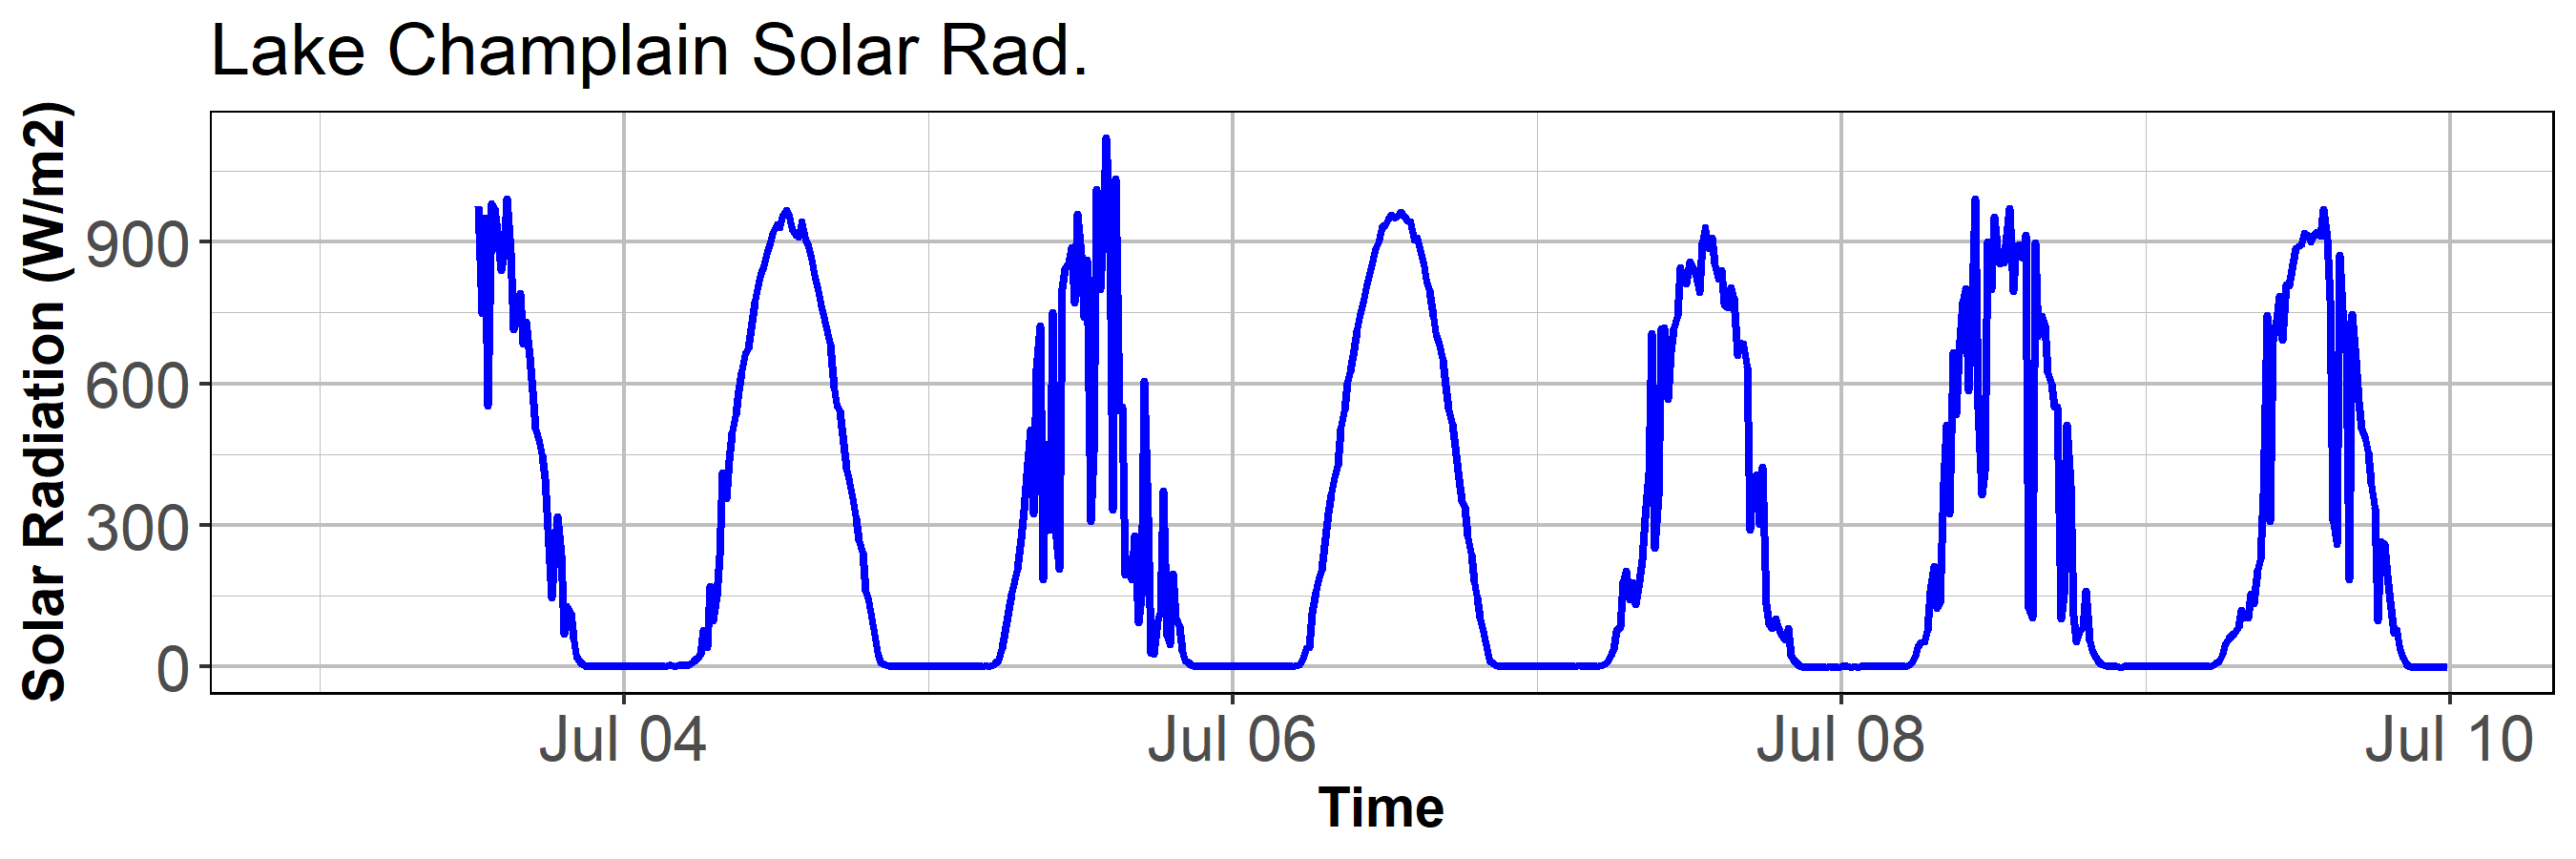 Lake Champlain Solar Rad.
Solar Radiation (W/m2)
900
600
300
0
Jul 04 Jul 06 Jul 08 Jul 10
Time